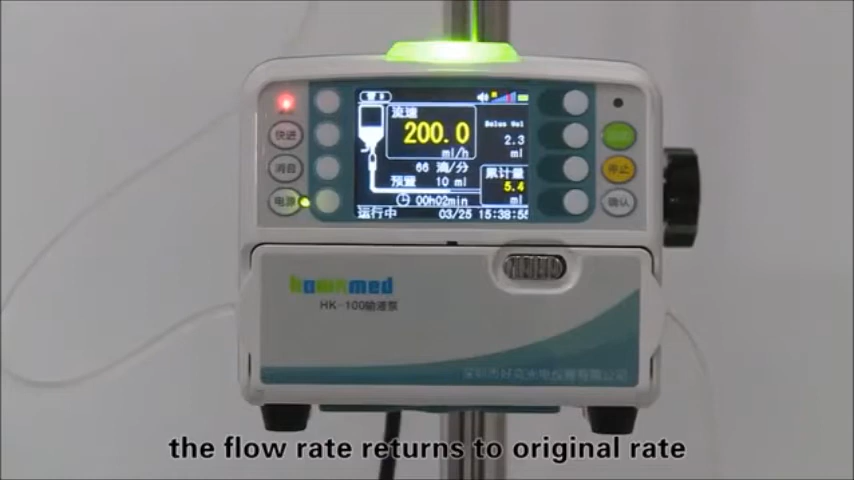 流速
200.0
ml/h
66 滴/分
预置 10 ml
00h02min
运行中 03/25 15:38:55
Bolus Vol
2.3
ml
累计量
5.4
ml
快进
消音
电源
停止
确认
hawkmed
HK-100输液泵
the flow rate returns to original rate